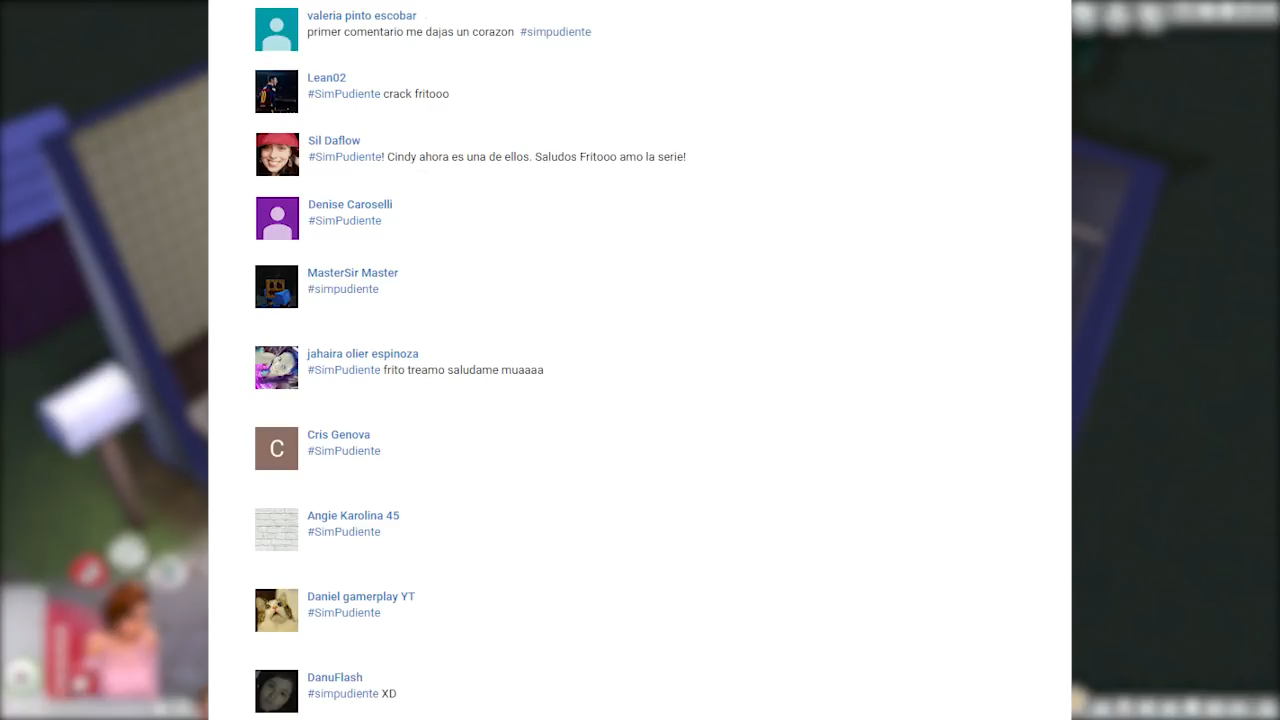 valeria pinto escobar
primer comentario me dajas un corazon #simpudiente
Lean02
#SimPudiente crack fritooo
Sil Daflow
#SimPudiente! Cindy ahora es una de ellos. Saludos Fritooo amo la serie!
Denise Caroselli
#SimPudiente
MasterSir Master
#simpudiente
jahaira olier espinoza
#SimPudiente frito treamo saludame muaaaa
Cris Genova
C
#SimPudiente
Angie Karolina 45
#SimPudiente
Daniel gamerplay YT
#SimPudiente
DanuFlash
#simpudiente XD